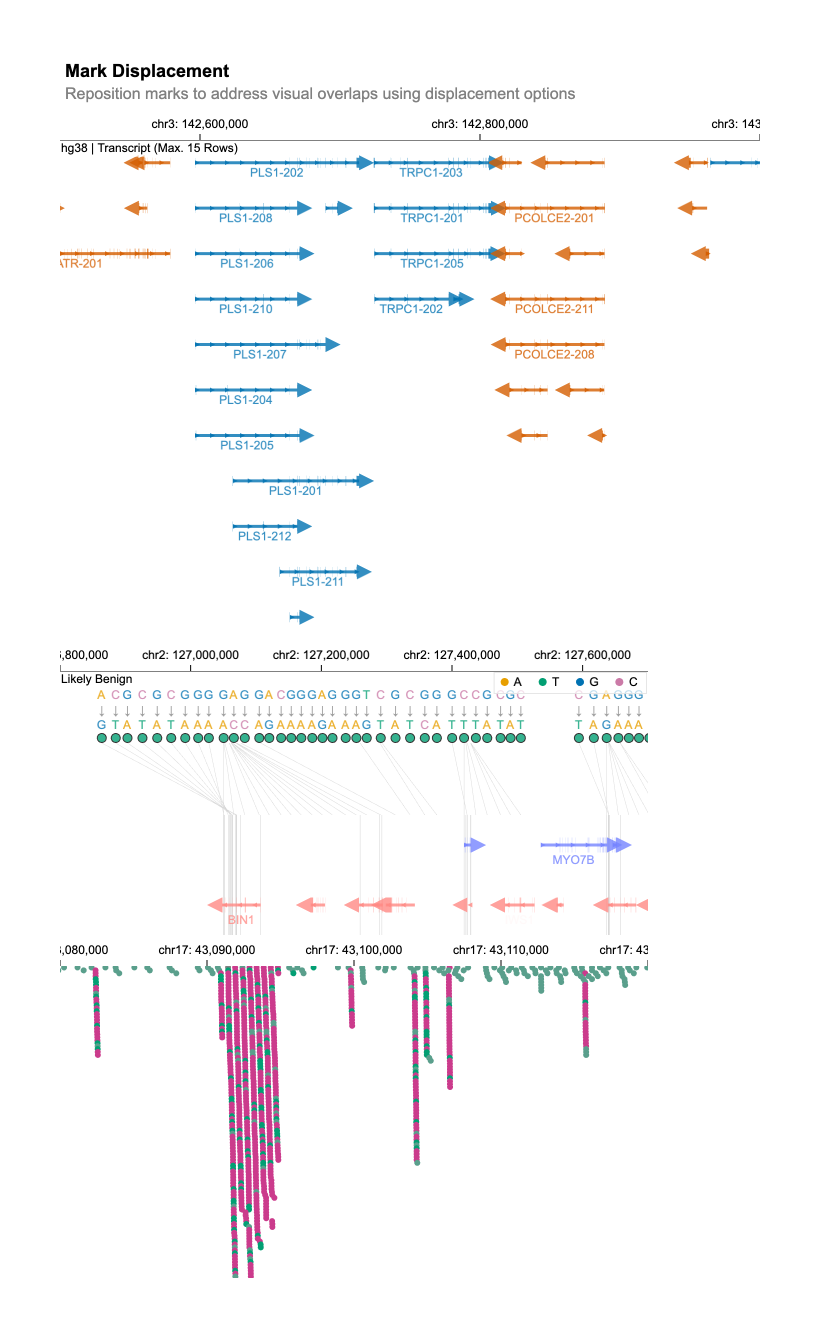 Mark Displacement
Reposition marks to address visual overlaps using displacement options
chr3: 142,600,000 chr3: 142,800,000 chr3: 143
hg38 | Transcript (Max. 15 Rows)
PLS1-202 TRPC1-203
PLS1-208 TRPC1-201 PCOLCE2-201
ATR-201 PLS1-206 TRPC1-205
PLS1-210 TRPC1-202 PCOLCE2-211
PLS1-207 PCOLCE2-208
PLS1-204
PLS1-205
PLS1-201
PLS1-212
PLS1-211
,800,000 chr2: 127,000,000 chr2: 127,200,000 chr2: 127,400,000 chr2: 127,600,000
Likely Benign A T G C
A C G C G C G G G G A G G A C G G G A G G G T C G C G G G C C G C G C C G A G G G
G T A T A T A A A A C C A G A A A A G A A A G T A T C A T T T A T A T T A G A A A
MYO7B
BIN1
,080,000 chr17: 43,090,000 chr17: 43,100,000 chr17: 43,110,000 chr17: 43